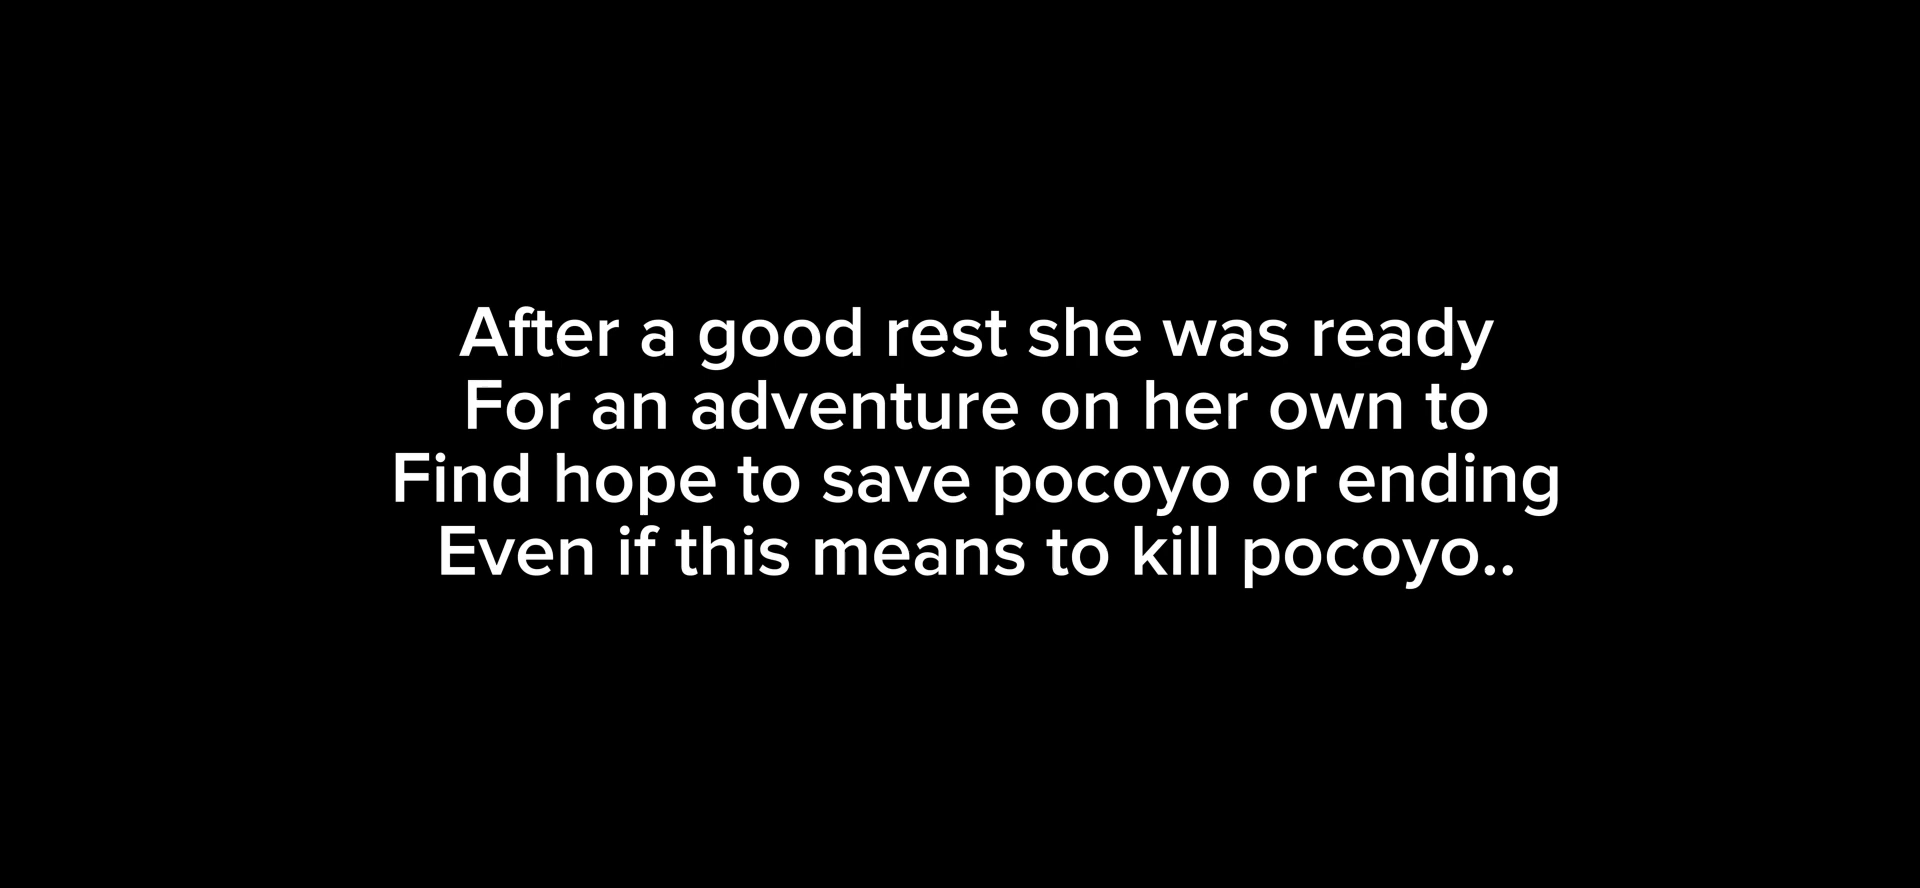 After a good rest she was ready
For an adventure on her own to
Find hope to save pocoyo or ending
Even if this means to kill pocoyo..